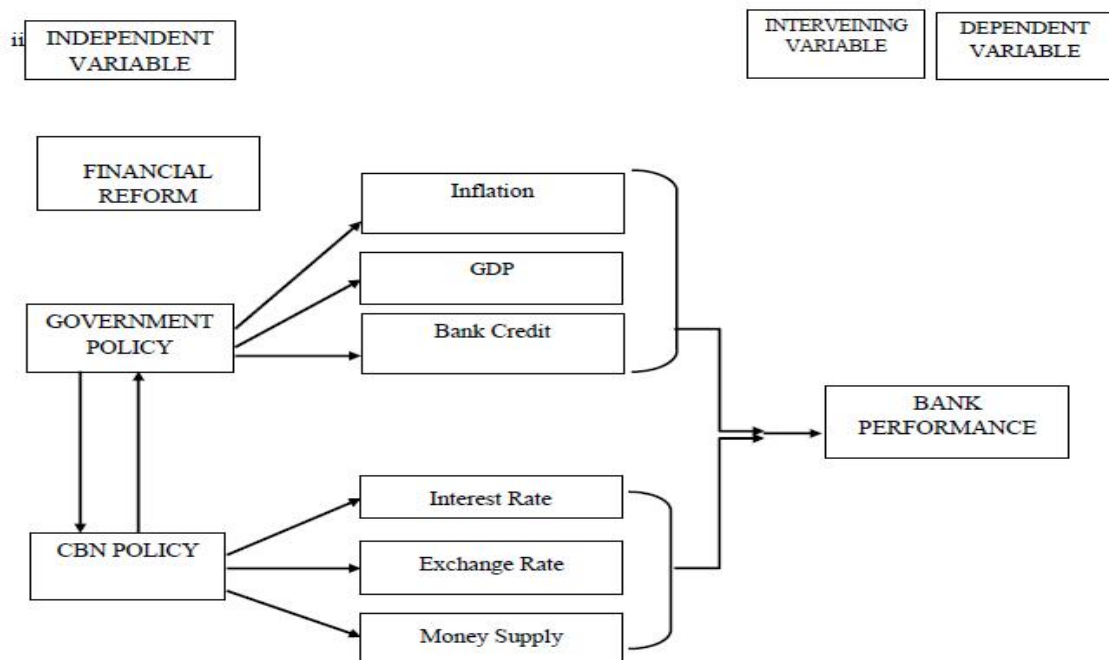 ii
INDEPENDENT
VARIABLE
INTERVEINING
VARIABLE
DEPENDENT
VARIABLE
FINANCIAL
REFORM
Inflation
GDP
GOVERNMENT
POLICY
Bank Credit
BANK
PERFORMANCE
Interest Rate
CBN POLICY
Exchange Rate
Money Supply